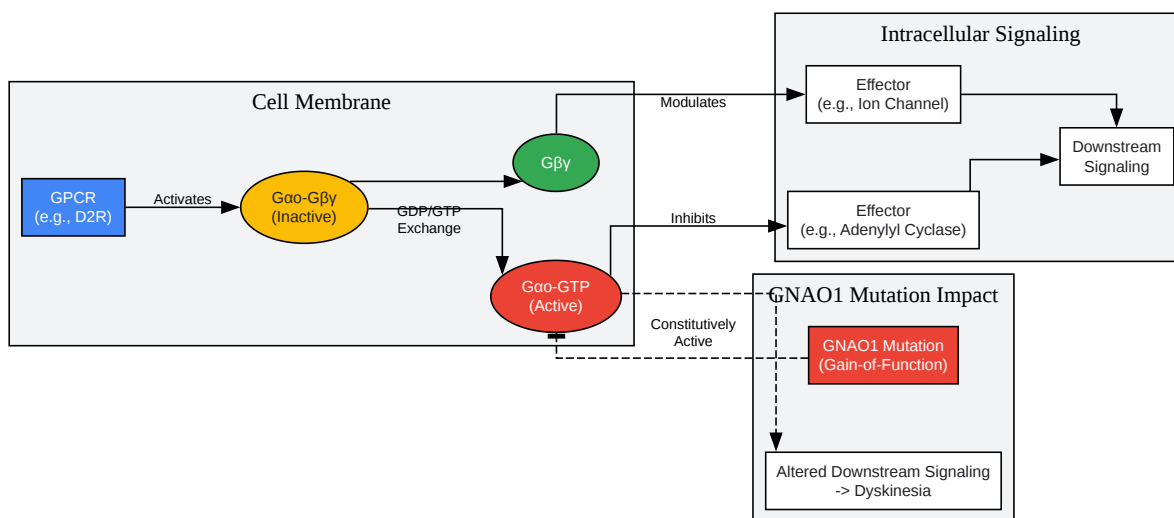 Cell Membrane
GPCR
(e.g., D2R)
Activates
Gαo-Gβγ
(Inactive)
GDP/GTP
Exchange
Gβγ
Gαo-GTP
(Active)
Modulates
Inhibits
Intracellular Signaling
Effector
(e.g., Ion Channel)
Effector
(e.g., Adenylyl Cyclase)
Downstream
Signaling
GNAO1 Mutation Impact
Constitutively
Active
GNAO1 Mutation
(Gain-of-Function)
Altered Downstream Signaling
-> Dyskinesia